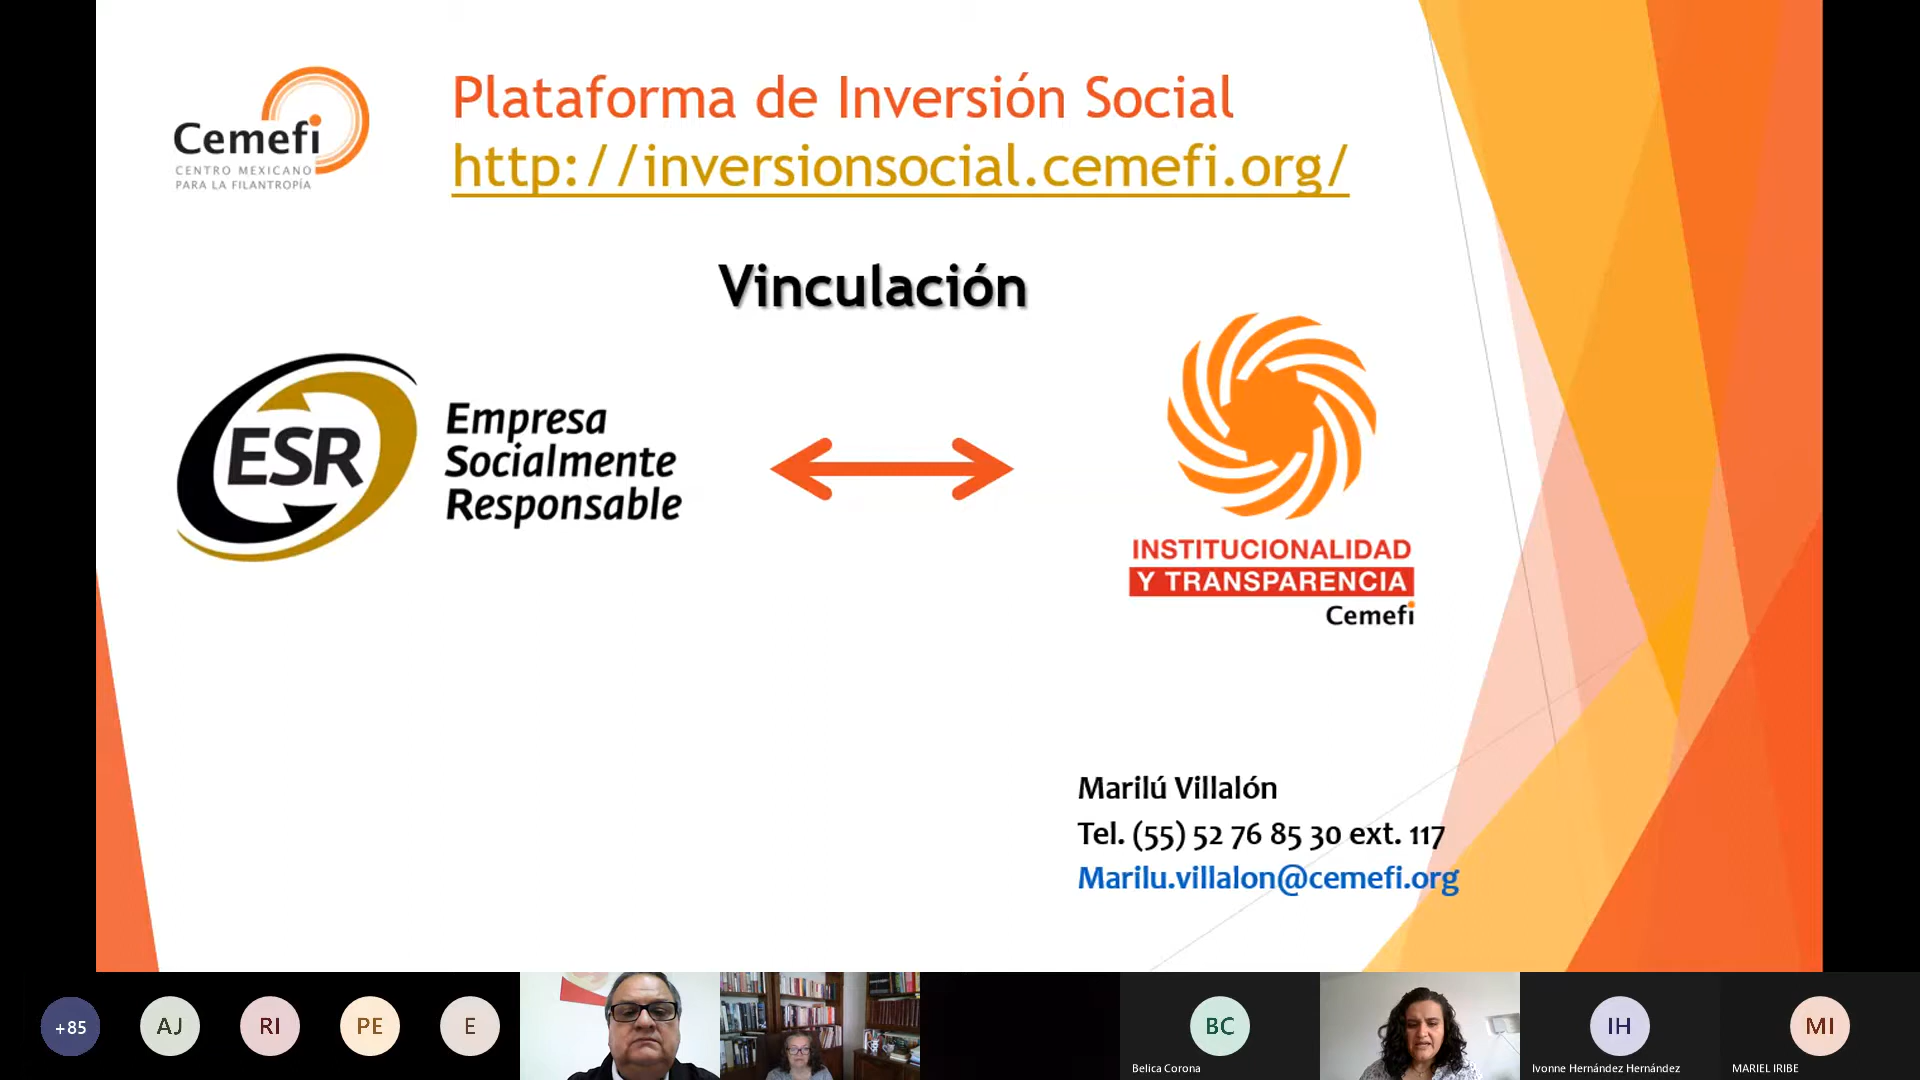 Cemefi
CENTRO MEXICANO
PARA LA FILANTROPÍA
Plataforma de Inversión Social
http://inversionsocial.cemefi.org/
Vinculación
ESR
Empresa
Socialmente
Responsable
INSTITUCIONALIDAD
Y TRANSPARENCIA
Cemefi
Marilú Villalón
Tel. (55) 52 76 85 30 ext. 117
Marilu.villalon@cemefi.org
+85
AJ
RI
PE
E
BC
Belica Corona
IH
Ivonne Hernández Hernández
MI
MARIEL IRIBE